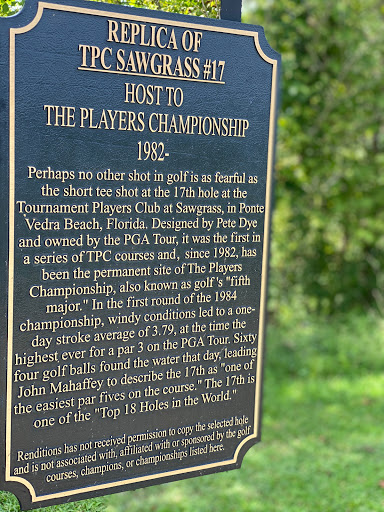 REPLICA OF
TPC SAWGRASS #17
HOST TO
THE PLAYERS CHAMPIONSHIP
1982-
Perhaps no other shot in golf is as fearful as
the short tee shot at the 17th hole at the
Tournament Players Club at Sawgrass, in Ponte
Vedra Beach, Florida. Designed by Pete Dye
and owned by the PGA Tour, it was the first in
a series of TPC courses and, since 1982, has
been the permanent site of The Players
Championship, also known as golf's "fifth
major." In the first round of the 1984
championship, windy conditions led to a one-
day stroke average of 3.79, at the time the
highest ever for a par 3 on the PGA Tour. Sixty
four golf balls found the water that day, leading
John Mahaffey to describe the 17th as "one of
the easiest par fives on the course." The 17th is
one of the "Top 18 Holes in the World."
Renditions has not received permission to copy the selected hole
and is not associated with, affiliated with or sponsored by the golf
courses, champions, or championships listed here.